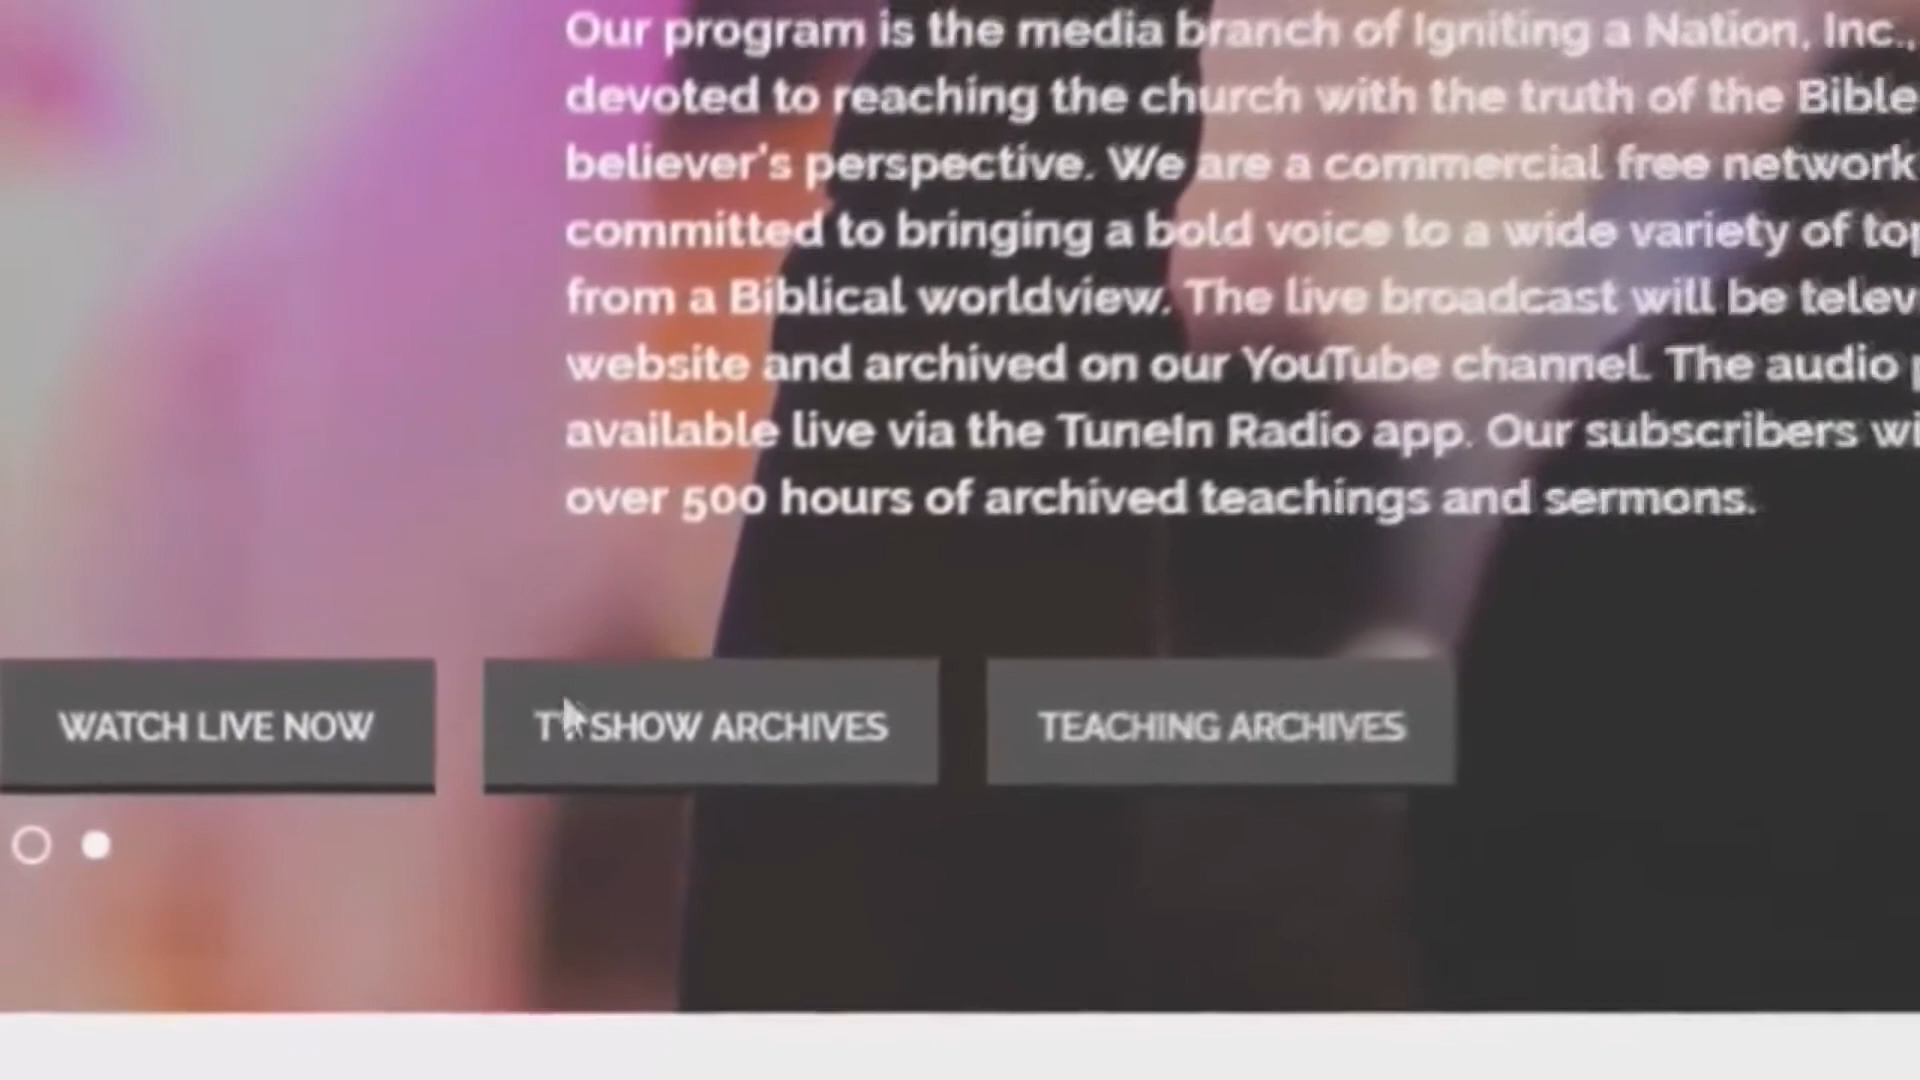 Our program is the media branch of Igniting a Nation, Inc.,
devoted to reaching the church with the truth of the Bible
believer's perspective. We are a commercial free network
committed to bringing a bold voice to a wide variety of
from a Biblical worldview. The live broadcast will be
website and archived on our YouTube channel. The audio
available live via the TuneIn Radio app. Our subscribers
over 500 hours of archived teachings and sermons.
WATCH LIVE NOW
TV SHOW ARCHIVES
TEACHING ARCHIVES